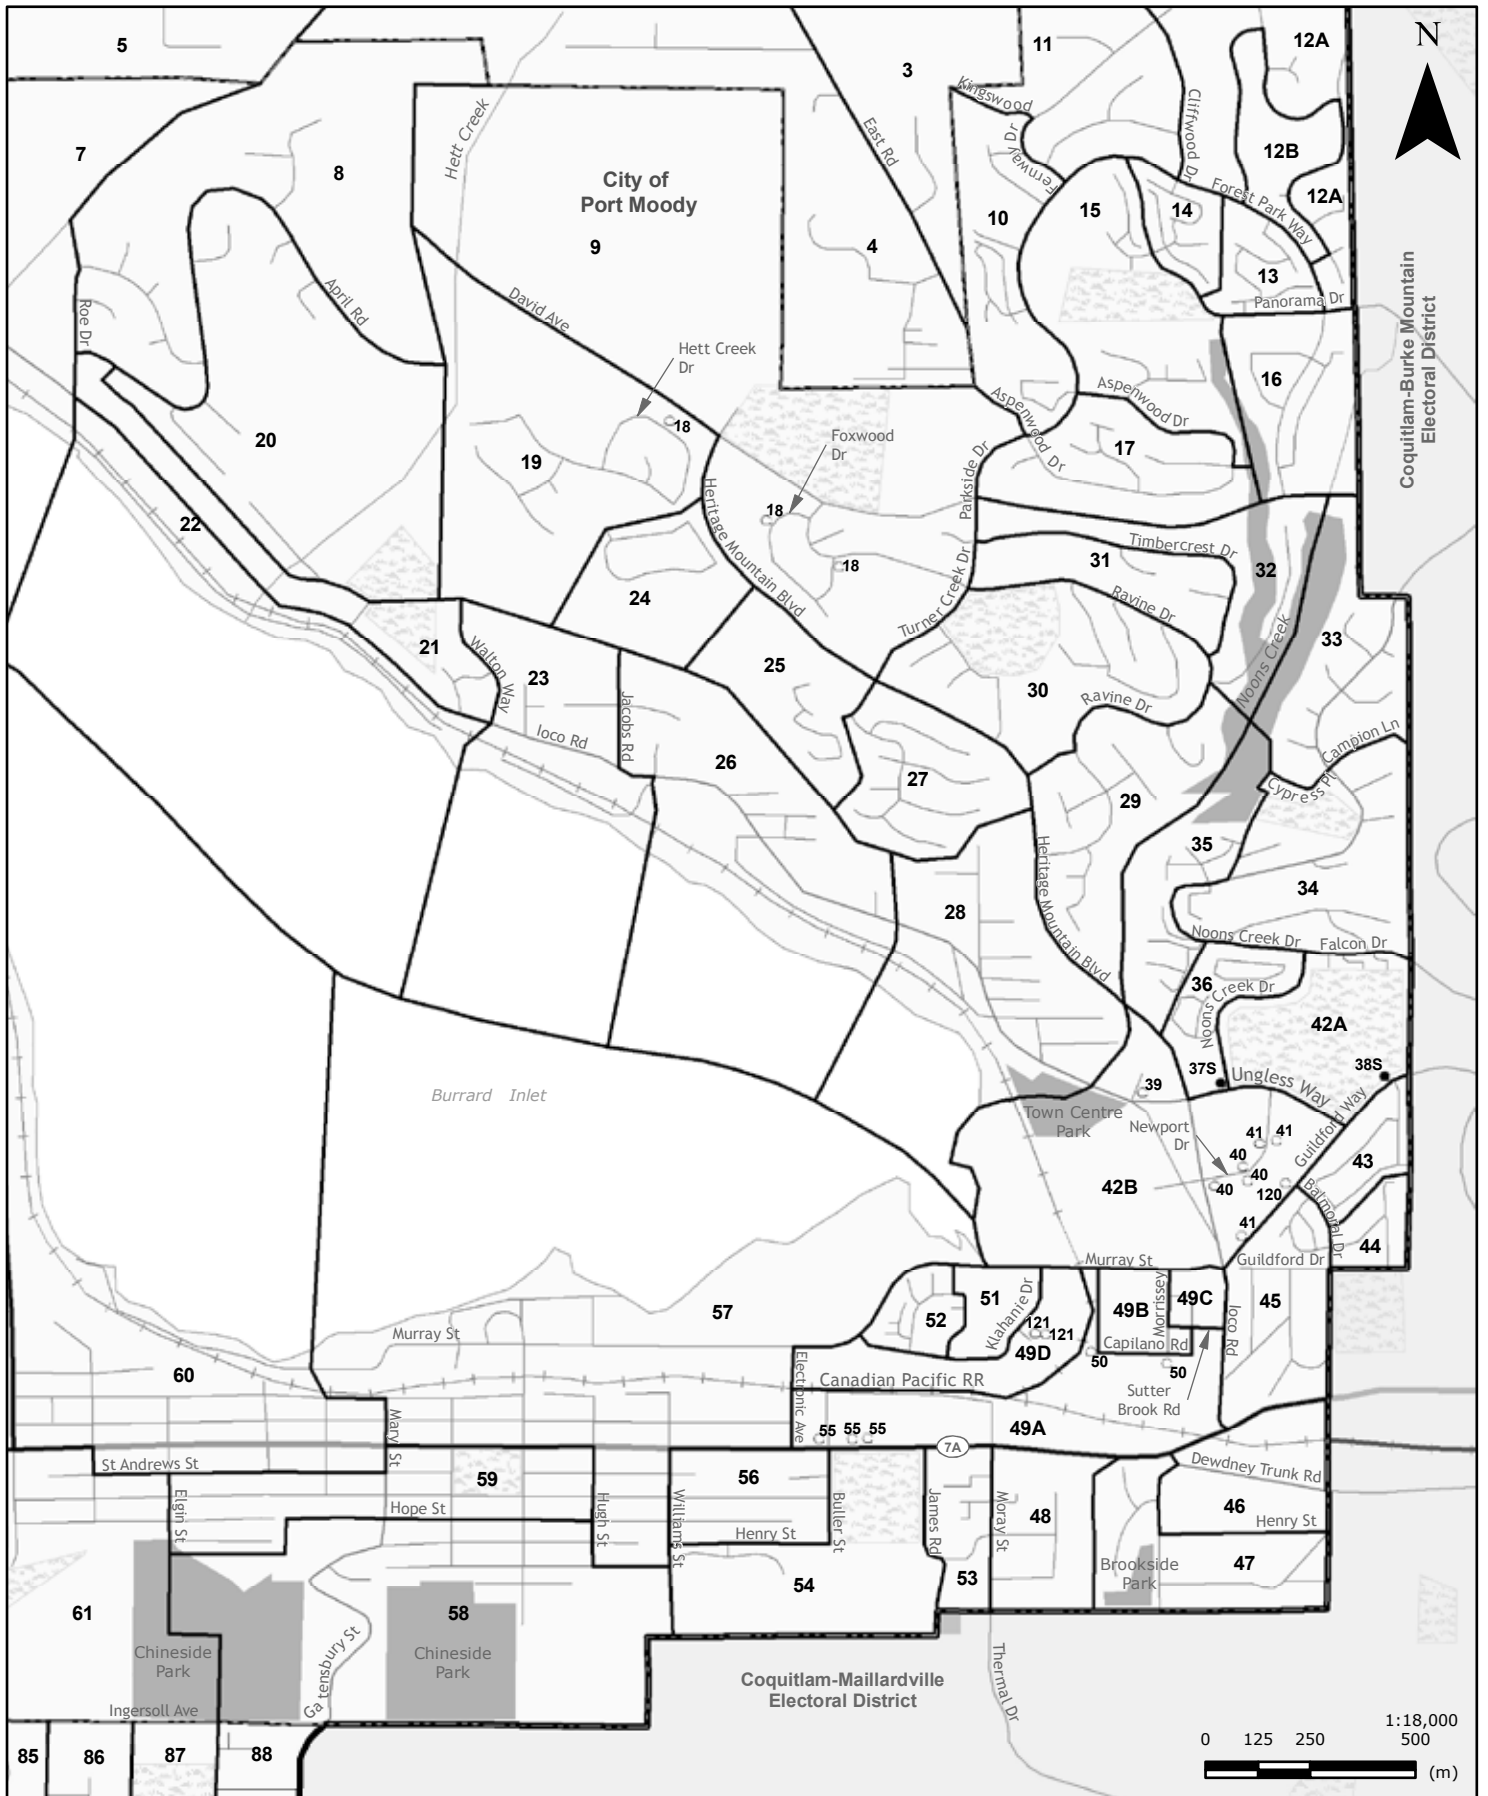 5
12A
N
11
3
Kingswood
Cliffwood Dr
Hett Creek
East Rd
Fernway Dr
12B
7
8
City of
Port Moody
Forest Park Way
12A
10
15
14
9
4
13
Panorama Dr
Coquitlam-Burke Mountain
Electoral District
April Rd
David Ave
Roe Dr
Hett Creek
Dr
16
Aspenwood Dr
Aspenwood Dr
18
Foxwood
Dr
20
19
17
Parkside Dr
Heritage Mountain Blvd
18
22
18
Timbercrest Dr
31
32
24
Ravine Dr
Turner Creek Dr
21
Walton Way
23
25
33
Noons Creek
30
Jacobs Rd
Ravine Dr
Ioco Rd
26
27
Campion Ln
Cypress Pl
29
35
Heritage Mountain Blvd
34
28
Noons Creek Dr
Falcon Dr
36
Noons Creek Dr
42A
37S
38S
Ungless Way
39
Burrard Inlet
Town Centre
Park
Newport
Dr
41
41
Guildford Way
40
40
40
120
43
42B
Balmoral Dr
41
44
Murray St
Guildford Dr
57
51
Klahanie Dr
49B
Morrissey
49C
45
Ioco Rd
52
121
121
Capilano Rd
49D
50
50
Murray St
60
Electronic Ave
Canadian Pacific RR
Sutter
Brook Rd
Mary St
55
55
55
49A
7A
St Andrews St
59
56
Dewdney Trunk Rd
Elgin St
Hope St
Hugh St
Williams St
Buller St
James Rd
Moray St
48
46
Henry St
Henry St
Brookside
Park
47
54
53
61
58
Chineside
Park
Chineside
Park
Gatensbury St
Thermal Dr
Coquitlam-Maillardville
Electoral District
Ingersoll Ave
85
86
87
88
1:18,000
0 125 250 500
(m)